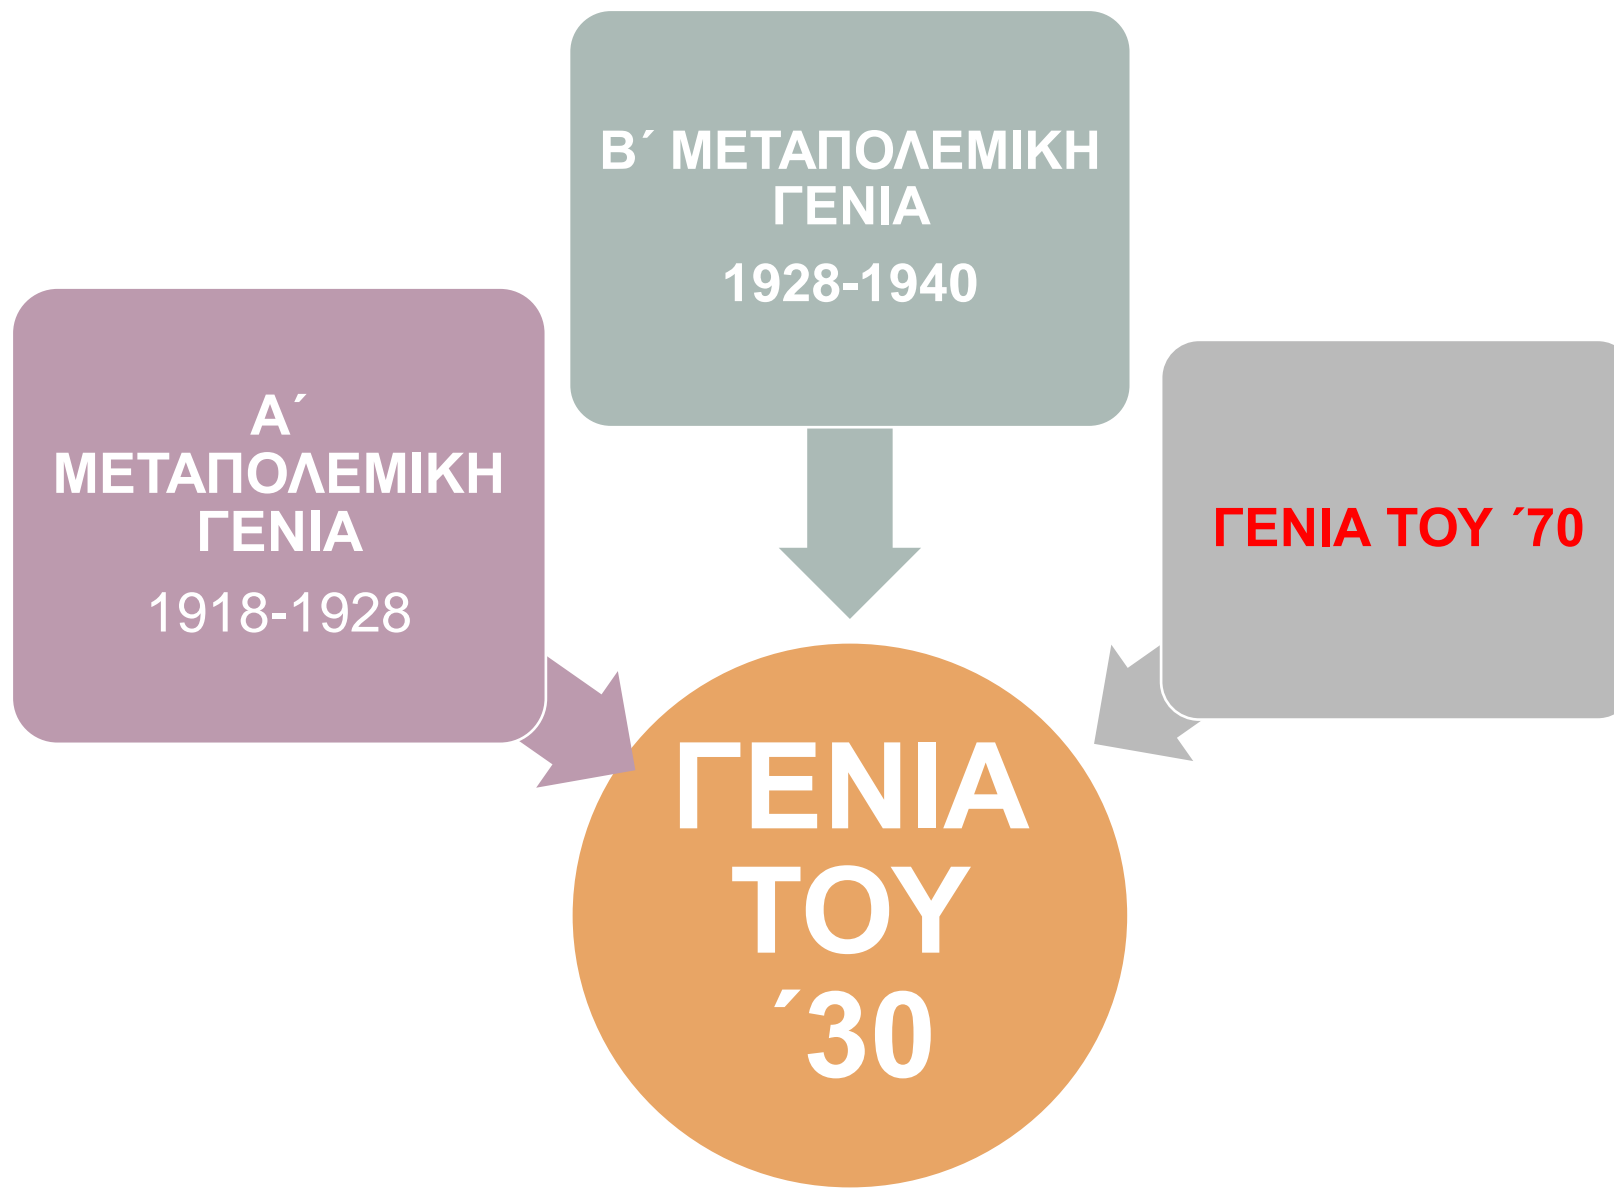 Β΄ ΜΕΤΑΠΟΛΕΜΙΚΗ
ΓΕΝΙΑ
1928-1940
Α΄
ΜΕΤΑΠΟΛΕΜΙΚΗ
ΓΕΝΙΑ
1918-1928
ΓΕΝΙΑ ΤΟΥ ΄70
ΓΕΝΙΑ
ΤΟΥ
΄30